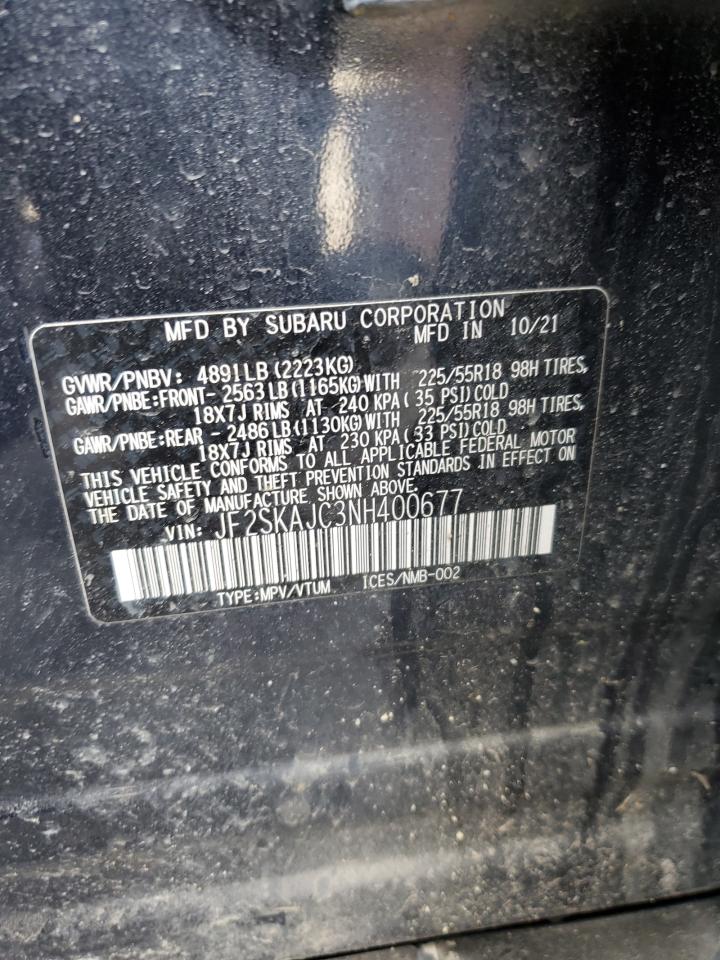 MFD BY SUBARU CORPORATION
MFD IN 10/21
GVWR/PNBV: 4891LB(2223KG)
GAWR/PNBE:FRONT- 2563LB(1165KG)WITH 225/55R18 98H TIRES,
18X7J RIMS AT 240 KPA(35 PSI)COLD
GAWR/PNBE:REAR - 2486LB(1130KG)WITH 225/55R18 98H TIRES,
18X7J RIMS AT 230 KPA(33 PSI)COLD
THIS VEHICLE CONFORMS TO ALL APPLICABLE FEDERAL MOTOR
VEHICLE SAFETY AND THEFT PREVENTION STANDARDS IN EFFECT ON
THE DATE OF MANUFACTURE SHOWN ABOVE.
VIN: JF2SKAJC3NH400677
TYPE:MPV/VTUM ICES/NMB-002